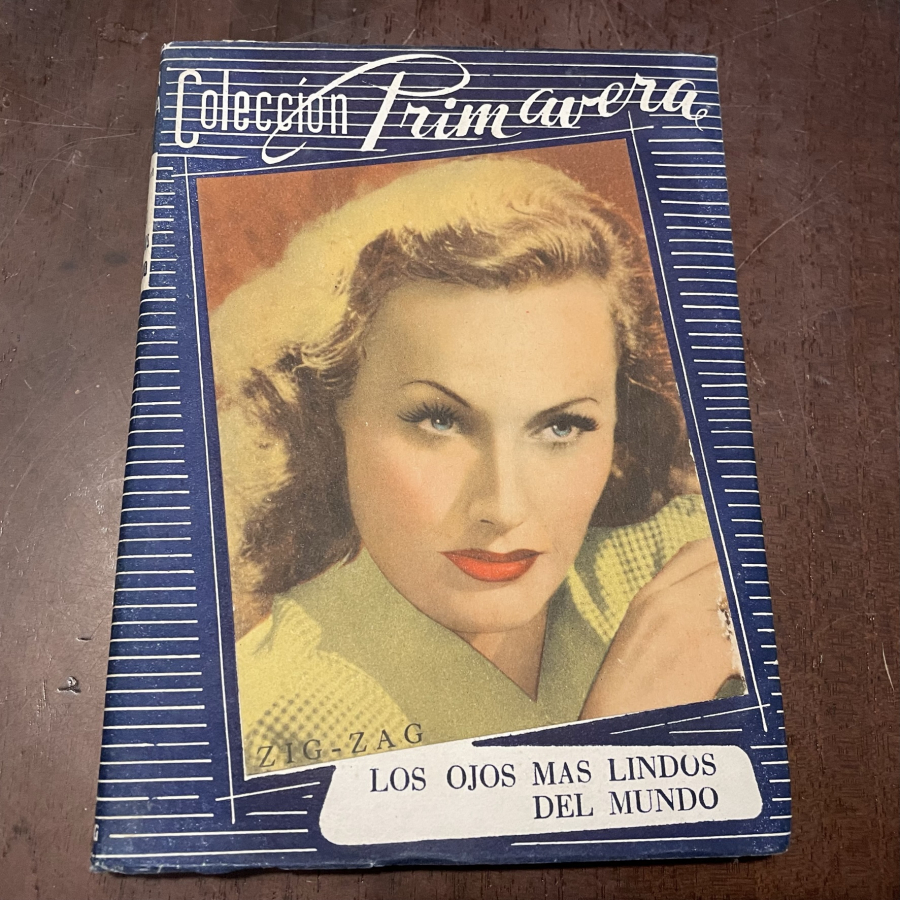 Colección Primavera
ZIG-ZAG
LOS OJOS MAS LINDOS
DEL MUNDO